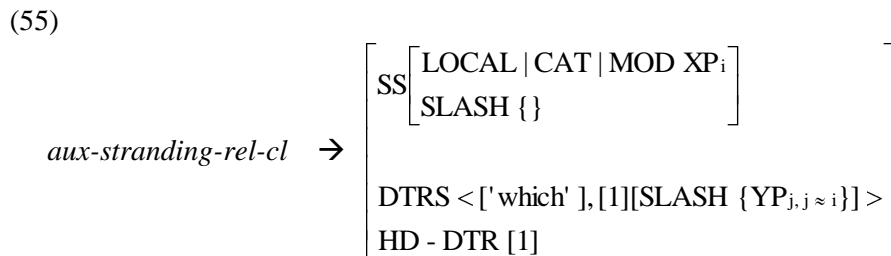 (55)
SS[LOCAL | CAT | MOD XPi
SLASH {}]
aux-stranding-rel-cl →
DTRS < ['which' ], [1][SLASH {YPj, j ≈ i}] >
HD - DTR [1]